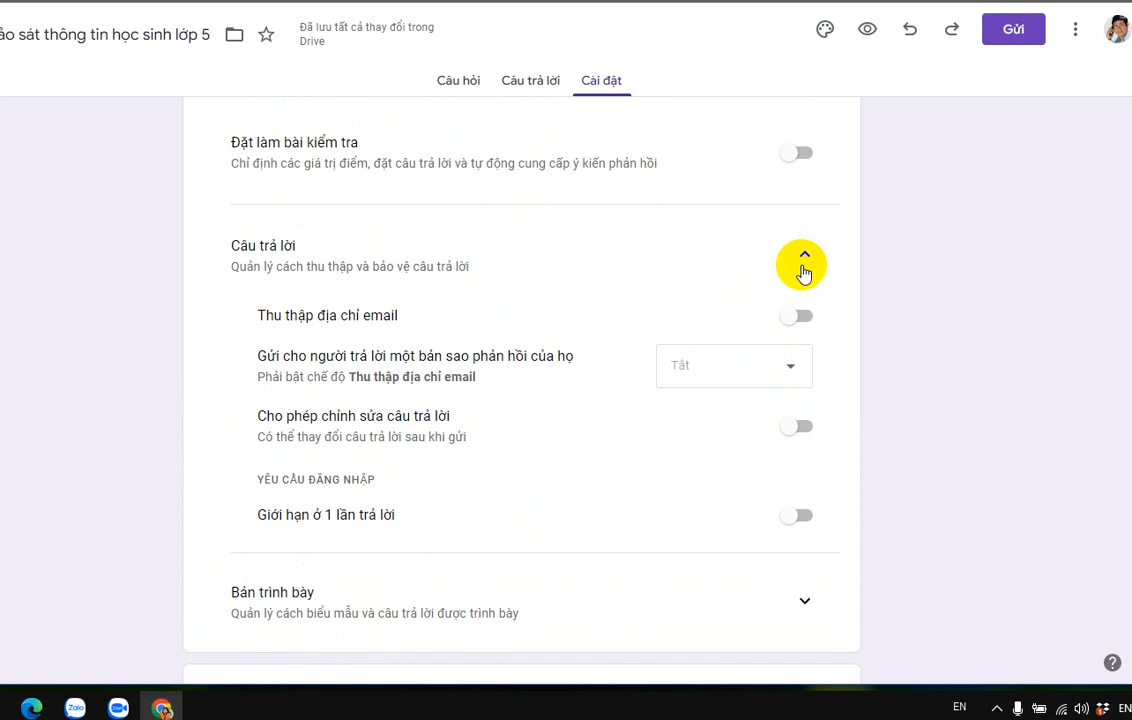 ảo sát thông tin học sinh lớp 5
Đã lưu tất cả thay đổi trong
Drive
Gửi
Câu hỏi
Câu trả lời
Cài đặt
Đặt làm bài kiểm tra
Chỉ định các giá trị điểm, đặt câu trả lời và tự động cung cấp ý kiến phản hồi
Câu trả lời
Quản lý cách thu thập và bảo vệ câu trả lời
Thu thập địa chỉ email
Gửi cho người trả lời một bản sao phản hồi của họ
Phải bật chế độ Thu thập địa chỉ email
Tắt
Cho phép chỉnh sửa câu trả lời
Có thể thay đổi câu trả lời sau khi gửi
YÊU CẦU ĐĂNG NHẬP
Giới hạn ở 1 lần trả lời
Bản trình bày
Quản lý cách biểu mẫu và câu trả lời được trình bày
Zalo
Zavi
EN
EN